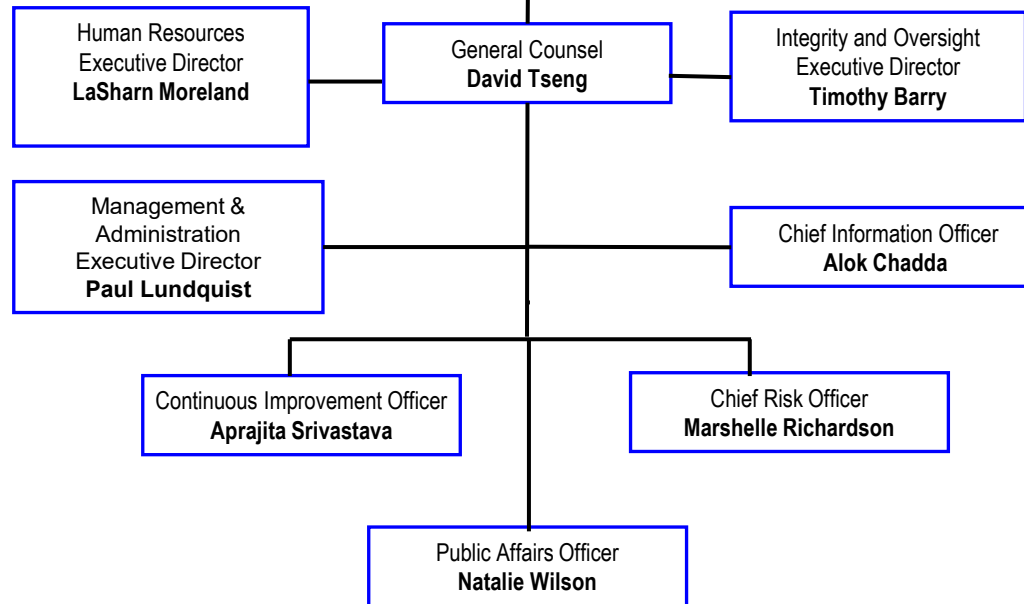 Human Resources
Executive Director
LaSharn Moreland
General Counsel
David Tseng
Integrity and Oversight
Executive Director
Timothy Barry
Management &
Administration
Executive Director
Paul Lundquist
Chief Information Officer
Alok Chadda
Continuous Improvement Officer
Aprajita Srivastava
Chief Risk Officer
Marshelle Richardson
Public Affairs Officer
Natalie Wilson